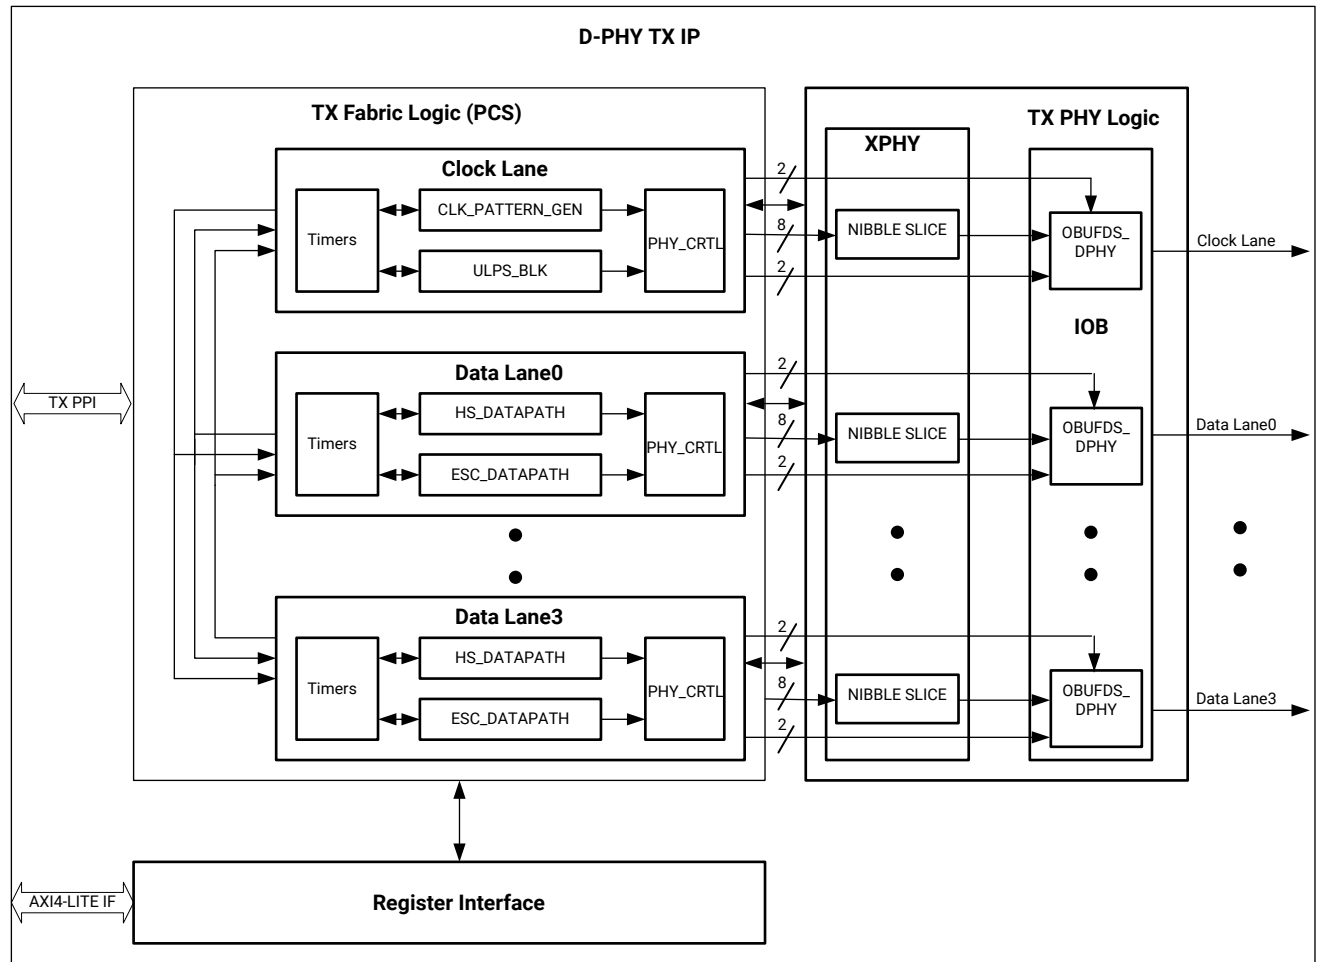 D-PHY TX IP
TX Fabric Logic (PCS)
TX PHY Logic
XPHY
Clock Lane
Timers
CLK_PATTERN_GEN
ULPS_BLK
PHY_CRTL
2
8
2
NIBBLE SLICE
OBUFDS_
DPHY
Clock Lane
IOB
TX PPI
Data Lane0
Timers
HS_DATAPATH
ESC_DATAPATH
PHY_CRTL
2
8
2
NIBBLE SLICE
OBUFDS_
DPHY
Data Lane0
Data Lane3
Timers
HS_DATAPATH
ESC_DATAPATH
PHY_CRTL
2
8
2
NIBBLE SLICE
OBUFDS_
DPHY
Data Lane3
AXI4-LITE IF
Register Interface